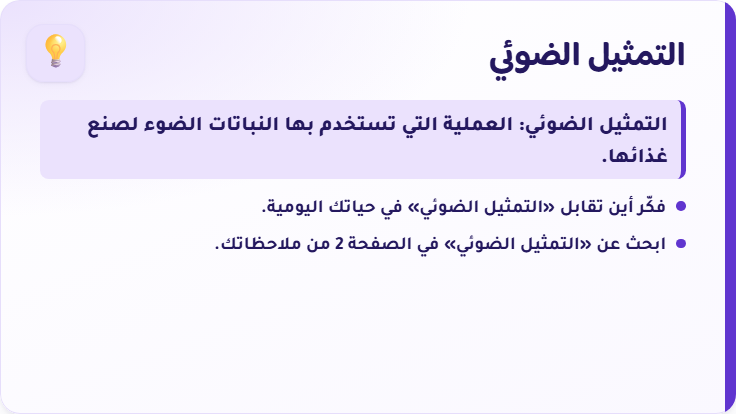 التمثيل الضوئي
التمثيل الضوئي: العملية التي تستخدم بها النباتات الضوء لصنع
غذائها.
فكّر أين تقابل «التمثيل الضوئي» في حياتك اليومية.
ابحث عن «التمثيل الضوئي» في الصفحة 2 من ملاحظاتك.